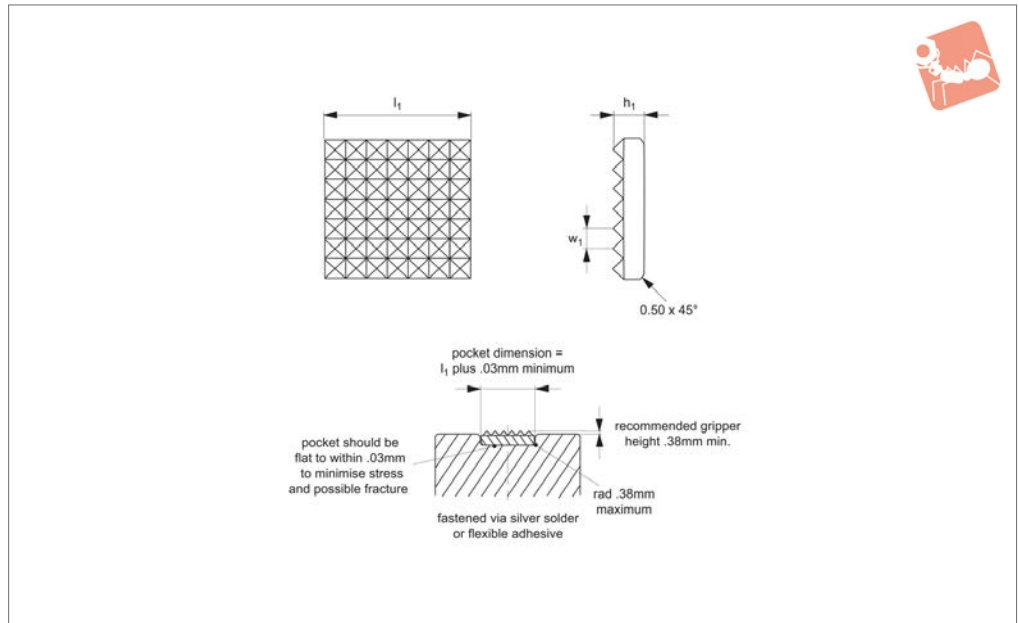 l₁
h₁
w₁
0.50 x 45°
pocket dimension =
l₁ plus .03mm minimum
recommended gripper
height .38mm min.
pocket should be
flat to within .03mm
to minimise stress
and possible fracture
rad .38mm
maximum
fastened via silver solder
or flexible adhesive